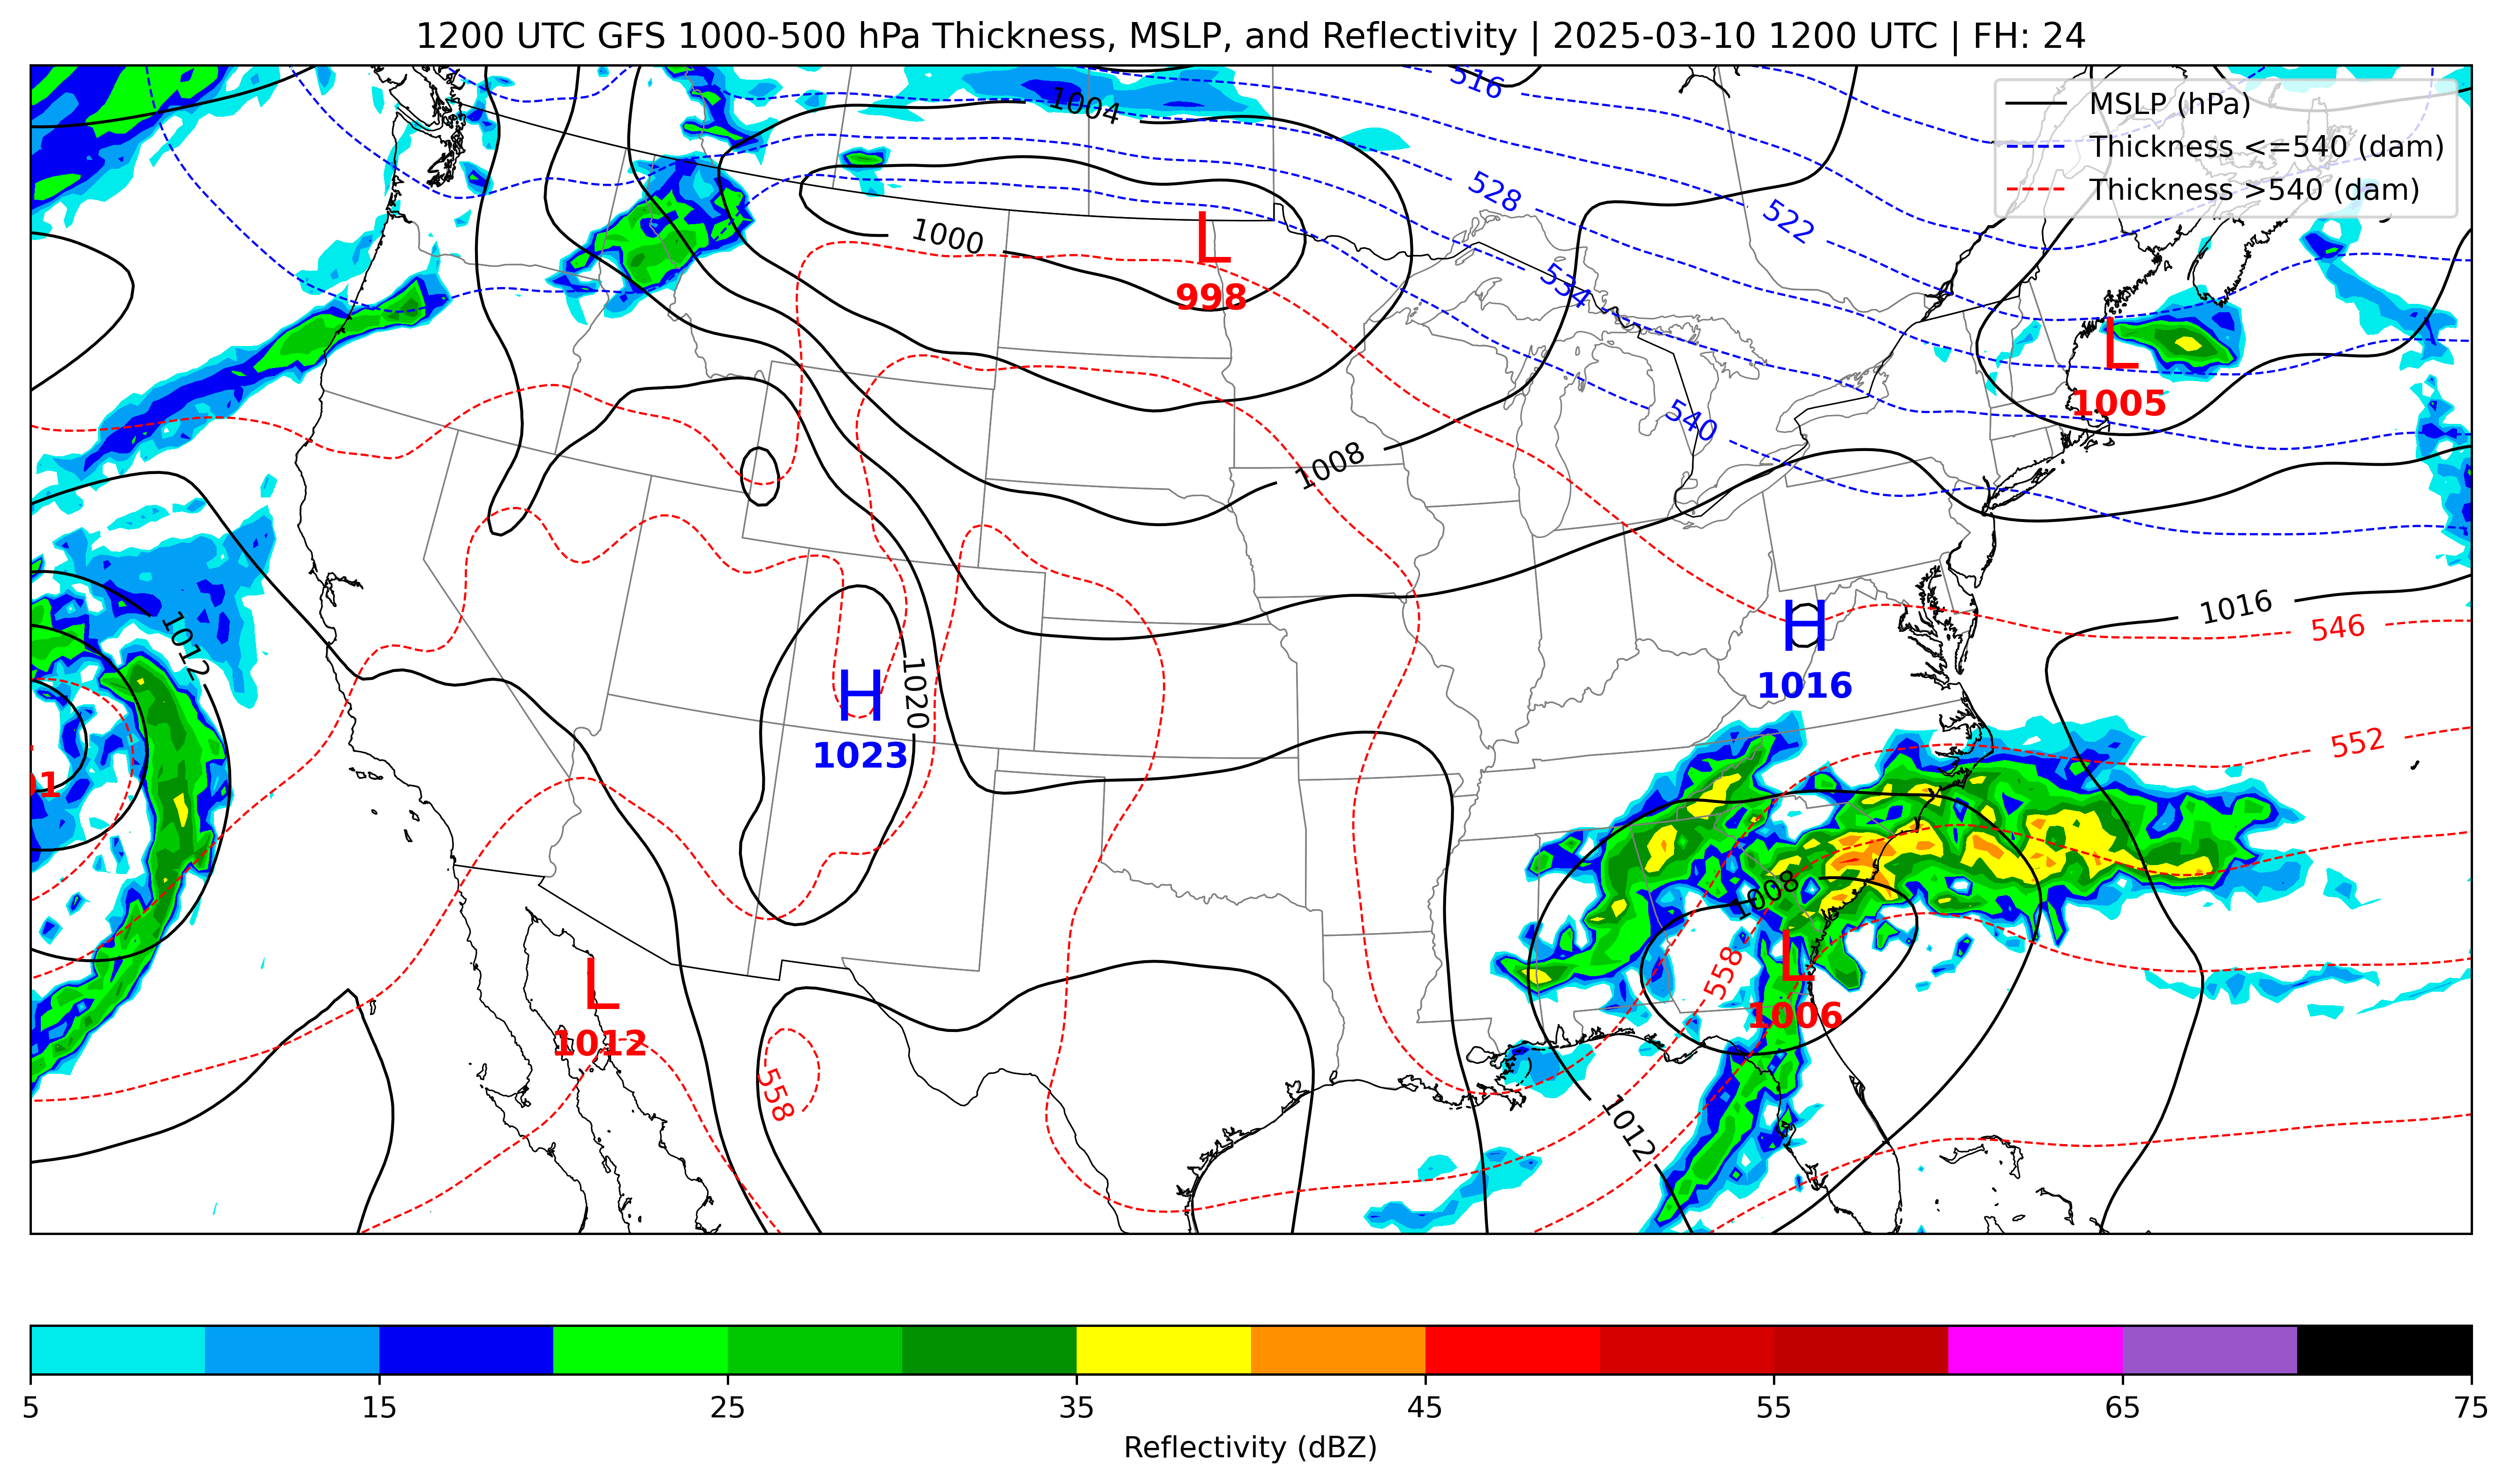 1200 UTC GFS 1000-500 hPa Thickness, MSLP, and Reflectivity | 2025-03-10 1200 UTC | FH: 24
MSLP (hPa)
Thickness <=540 (dam)
Thickness >540 (dam)
516
1004
528
522
1000
L
998
534
L
1005
540
1008
1012
H
1016
1016
546
H
1023
1020
552
01
1008
558
L
1006
L
1012
558
1012
5
15
25
35
45
55
65
75
Reflectivity (dBZ)